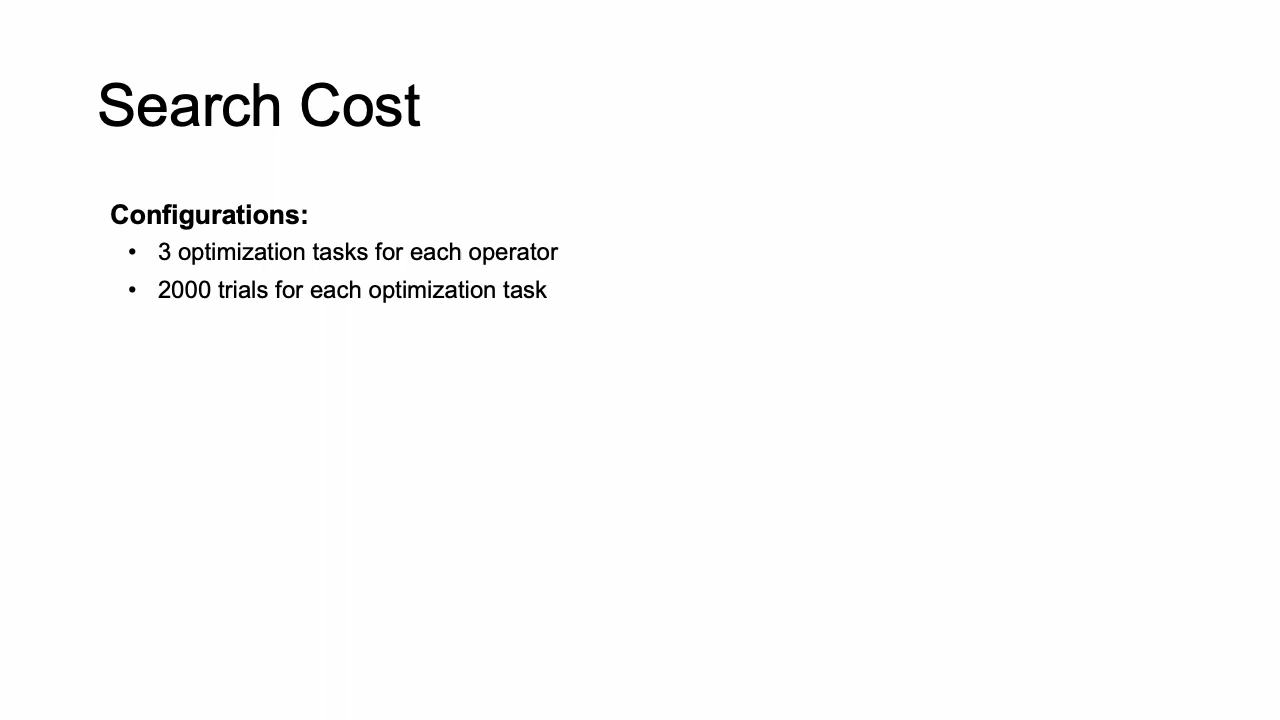 Search Cost
Configurations:
• 3 optimization tasks for each operator
• 2000 trials for each optimization task